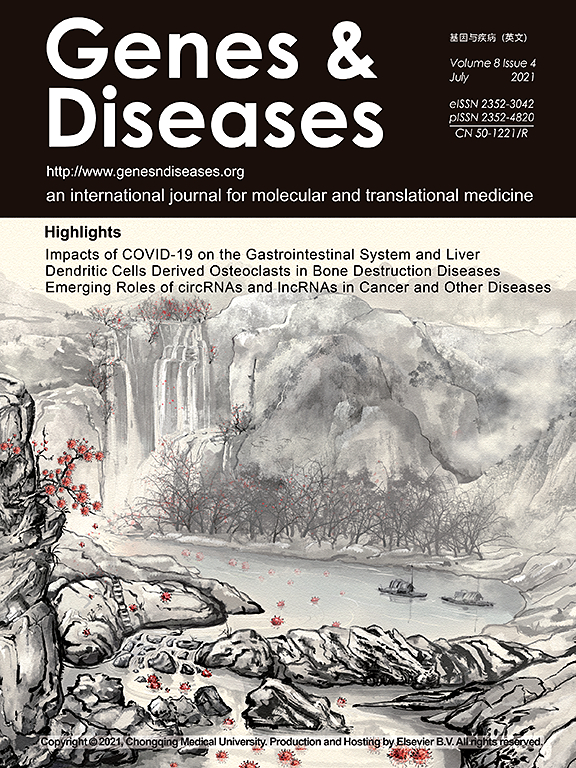 Genes &
Diseases
基因与疾病 (英文)
Volume 8 Issue 4
July 2021
eISSN 2352-3042
pISSN 2352-4820
CN 50-1221/R
http://www.genesndiseases.org
an international journal for molecular and translational medicine
Highlights
Impacts of COVID-19 on the Gastrointestinal System and Liver
Dendritic Cells Derived Osteoclasts in Bone Destruction Diseases
Emerging Roles of circRNAs and lncRNAs in Cancer and Other Diseases
Copyright © 2021, Chongqing Medical University. Production and Hosting by Elsevier B.V. All rights reserved.